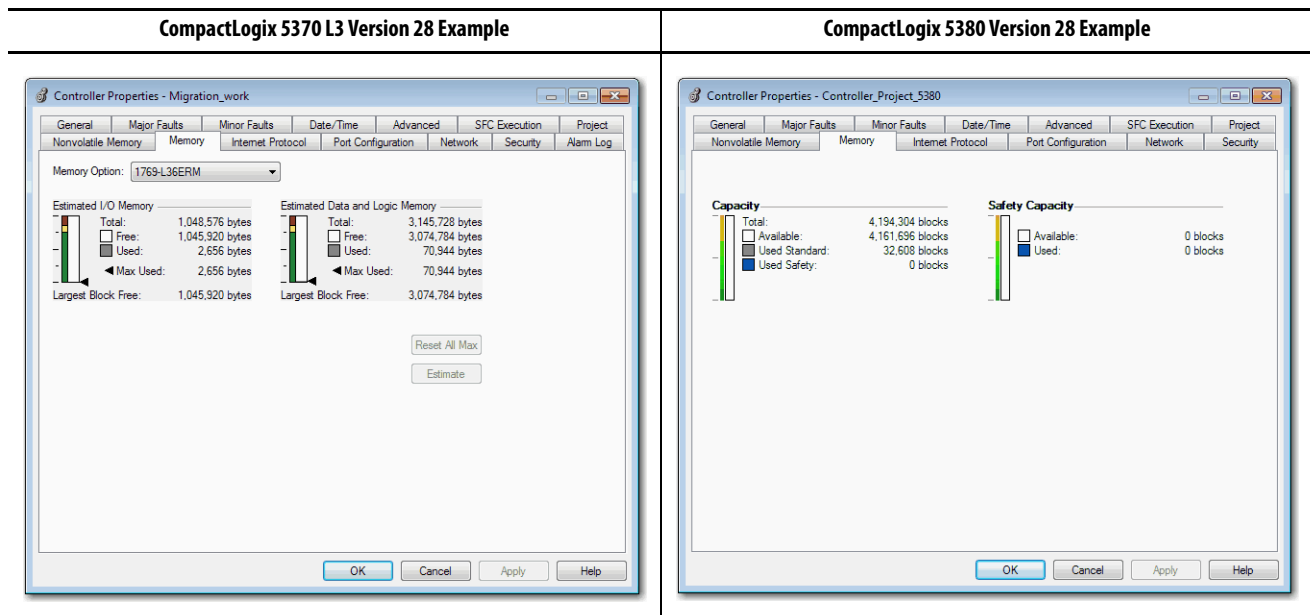 CompactLogix 5370 L3 Version 28 Example
CompactLogix 5380 Version 28 Example
Controller Properties - Migration_work
General Major Faults Minor Faults Date/Time Advanced SFC Execution Project
Nonvolatile Memory Memory Internet Protocol Port Configuration Network Security Alarm Log
Memory Option: 1769-L36ERM
Estimated I/O Memory
Total: 1,048,576 bytes
Free: 1,045,920 bytes
Used: 2,656 bytes
Max Used: 2,656 bytes
Largest Block Free: 1,045,920 bytes
Estimated Data and Logic Memory
Total: 3,145,728 bytes
Free: 3,074,784 bytes
Used: 70,944 bytes
Max Used: 70,944 bytes
Largest Block Free: 3,074,784 bytes
Reset All Max
Estimate
OK Cancel Apply Help
Controller Properties - Controller_Project_5380
General Major Faults Minor Faults Date/Time Advanced SFC Execution Project
Nonvolatile Memory Memory Internet Protocol Port Configuration Network Security
Capacity
Total: 4,194,304 blocks
Available: 4,161,696 blocks
Used Standard: 32,608 blocks
Used Safety: 0 blocks
Safety Capacity
Available: 0 blocks
Used: 0 blocks
OK Cancel Apply Help